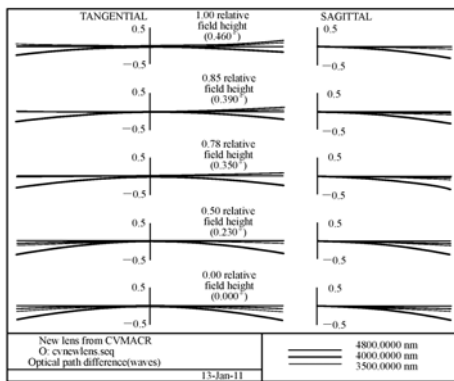 TANGENTIAL
1.00 relative
field height
(0.460°)
SAGITTAL
0.5
−0.5
0.5
−0.5
0.85 relative
field height
(0.390°)
0.5
−0.5
0.5
−0.5
0.78 relative
field height
(0.350°)
0.5
−0.5
0.5
−0.5
0.50 relative
field height
(0.230°)
0.5
−0.5
0.5
−0.5
0.00 relative
field height
(0.000°)
0.5
−0.5
0.5
−0.5
New lens from CVMACR
O: cvnewlens.seq
Optical path difference(waves)
13-Jan-11
4800.0000 nm
4000.0000 nm
3500.0000 nm